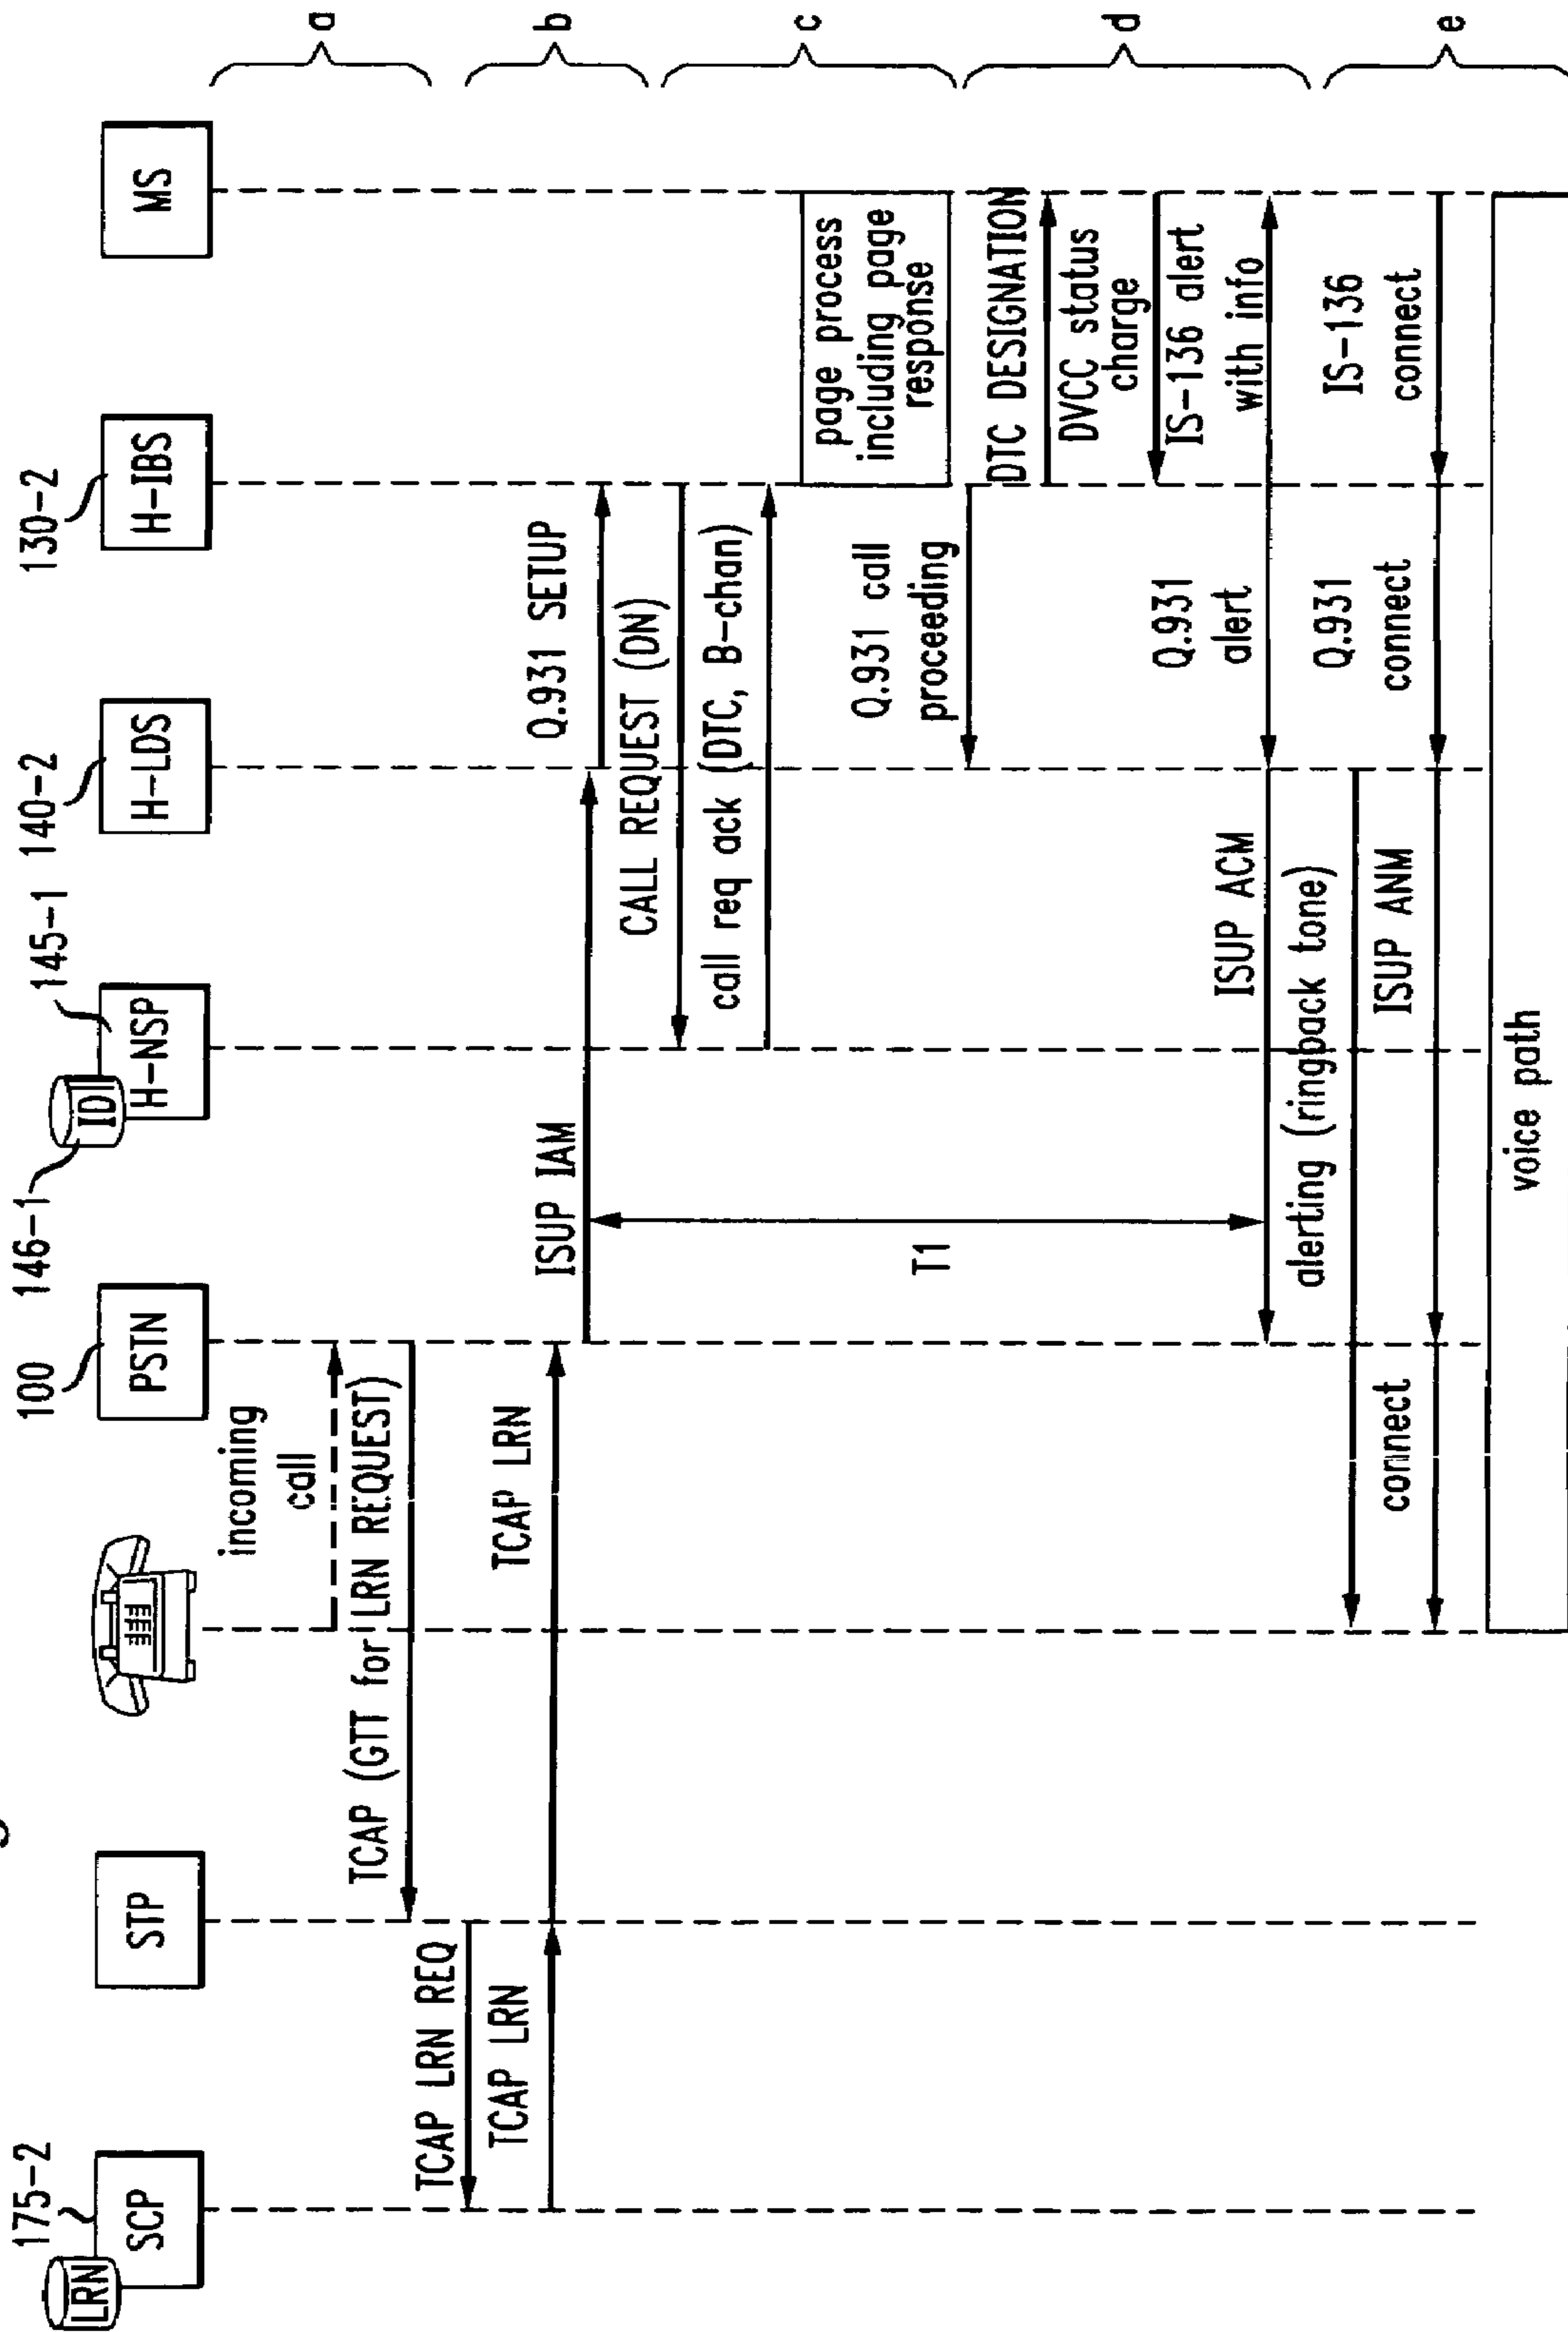 175-2
LRN
SCP
STP
100
PSTN
146-1
145-1
ID
H-NSP
140-2
H-LDS
130-2
H-IBS
MS
a
incoming
call
TCAP (GTT for LRN REQUEST)
TCAP LRN REQ
b
TCAP LRN
TCAP LRN
ISUP IAM
Q.931 SETUP
CALL REQUEST (DN)
c
call req ack (DTC, B-chan)
page process
including page
response
Q.931 call
proceeding
T1
d
DTC DESIGNATION
DVCC status
charge
IS-136 alert
with info
Q.931
alert
ISUP ACM
alerting (ringback tone)
e
IS-136
connect
Q.931
connect
ISUP ANM
connect
voice path